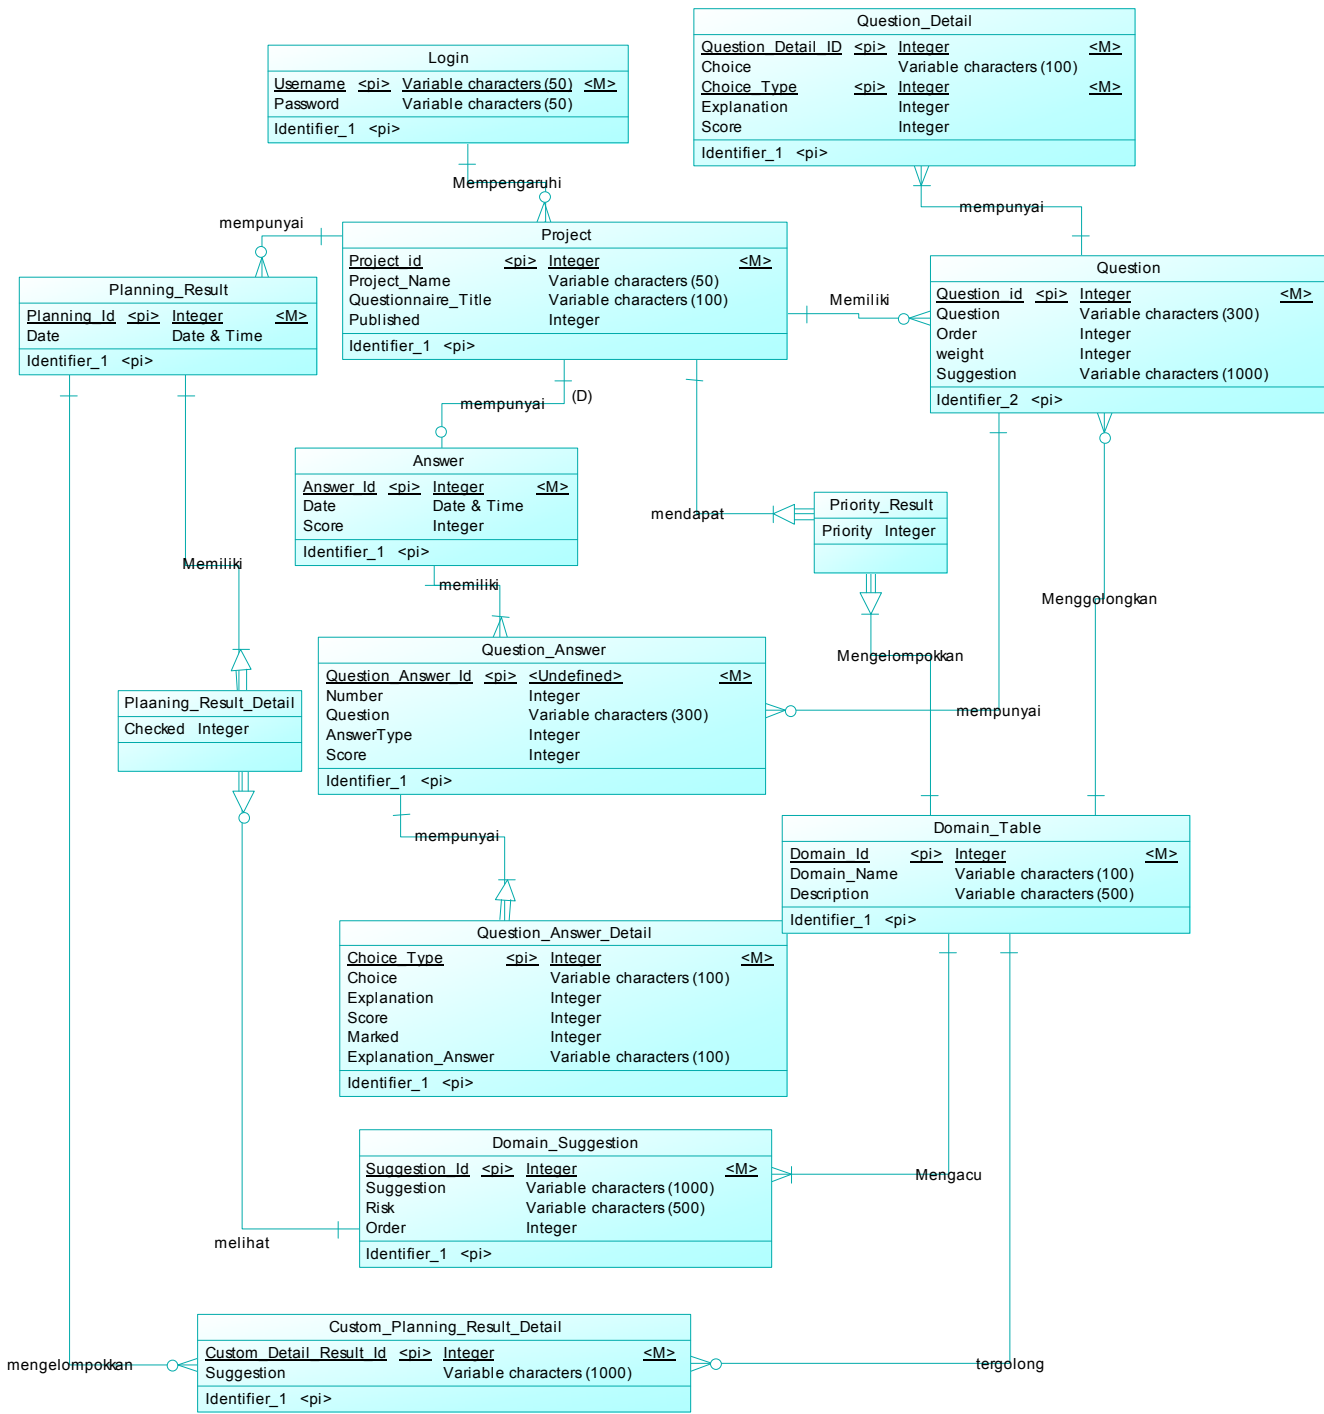 Question_Detail
Question_Detail_ID <pi> Integer <M>
Choice Variable characters (100)
Choice_Type <pi> Integer <M>
Explanation Integer
Score Integer
Identifier_1 <pi>
Login
Username <pi> Variable characters (50) <M>
Password Variable characters (50)
Identifier_1 <pi>
Mempengaruhi
mempunyai
mempunyai
Project
Project_id <pi> Integer <M>
Project_Name Variable characters (50)
Questionnaire_Title Variable characters (100)
Published Integer
Identifier_1 <pi>
Planning_Result
Planning_Id <pi> Integer <M>
Date Date & Time
Identifier_1 <pi>
Memiliki
Question
Question_id <pi> Integer <M>
Question Variable characters (300)
Order Integer
weight Integer
Suggestion Variable characters (1000)
Identifier_2 <pi>
mempunyai
(D)
Answer
Answer_Id <pi> Integer <M>
Date Date & Time
Score Integer
Identifier_1 <pi>
mendapat
Priority_Result
Priority Integer
Memiliki
memiliki
Menggolongkan
Mengelompokkan
Question_Answer
Question_Answer_Id <pi> <Undefined> <M>
Number Integer
Question Variable characters (300)
AnswerType Integer
Score Integer
Identifier_1 <pi>
mempunyai
Plaaning_Result_Detail
Checked Integer
mempunyai
Domain_Table
Domain_Id <pi> Integer <M>
Domain_Name Variable characters (100)
Description Variable characters (500)
Identifier_1 <pi>
Question_Answer_Detail
Choice_Type <pi> Integer <M>
Choice Variable characters (100)
Explanation Integer
Score Integer
Marked Integer
Explanation_Answer Variable characters (100)
Identifier_1 <pi>
Domain_Suggestion
Suggestion_Id <pi> Integer <M>
Suggestion Variable characters (1000)
Risk Variable characters (500)
Order Integer
Identifier_1 <pi>
Mengacu
melihat
Custom_Planning_Result_Detail
Custom_Detail_Result_Id <pi> Integer <M>
Suggestion Variable characters (1000)
Identifier_1 <pi>
mengelompokkan
tergolong